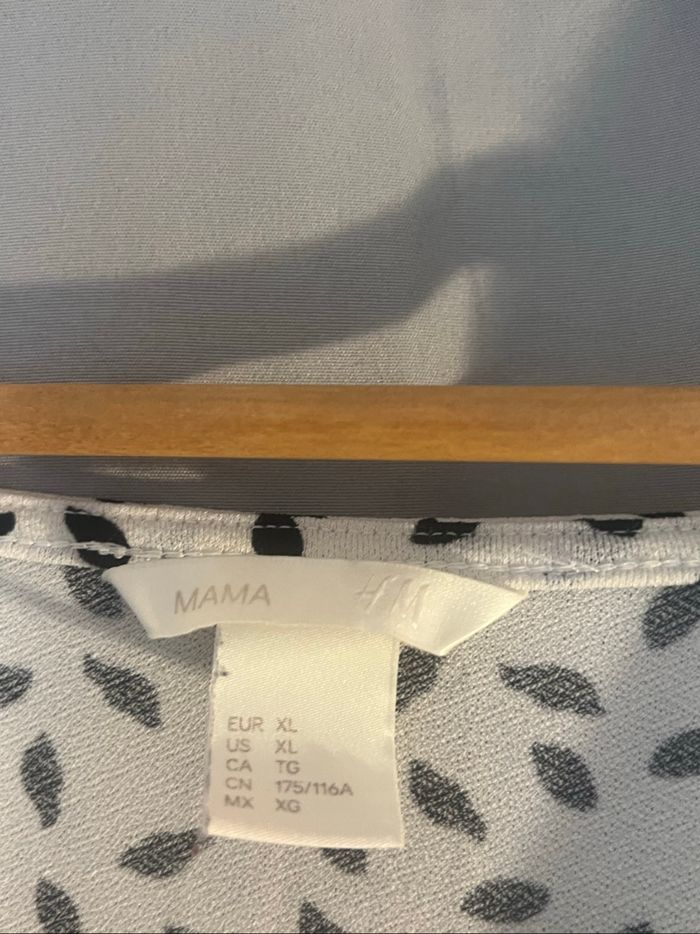 MAMA H&M
EUR XL
US XL
CA TG
CN 175/116A
MX XG